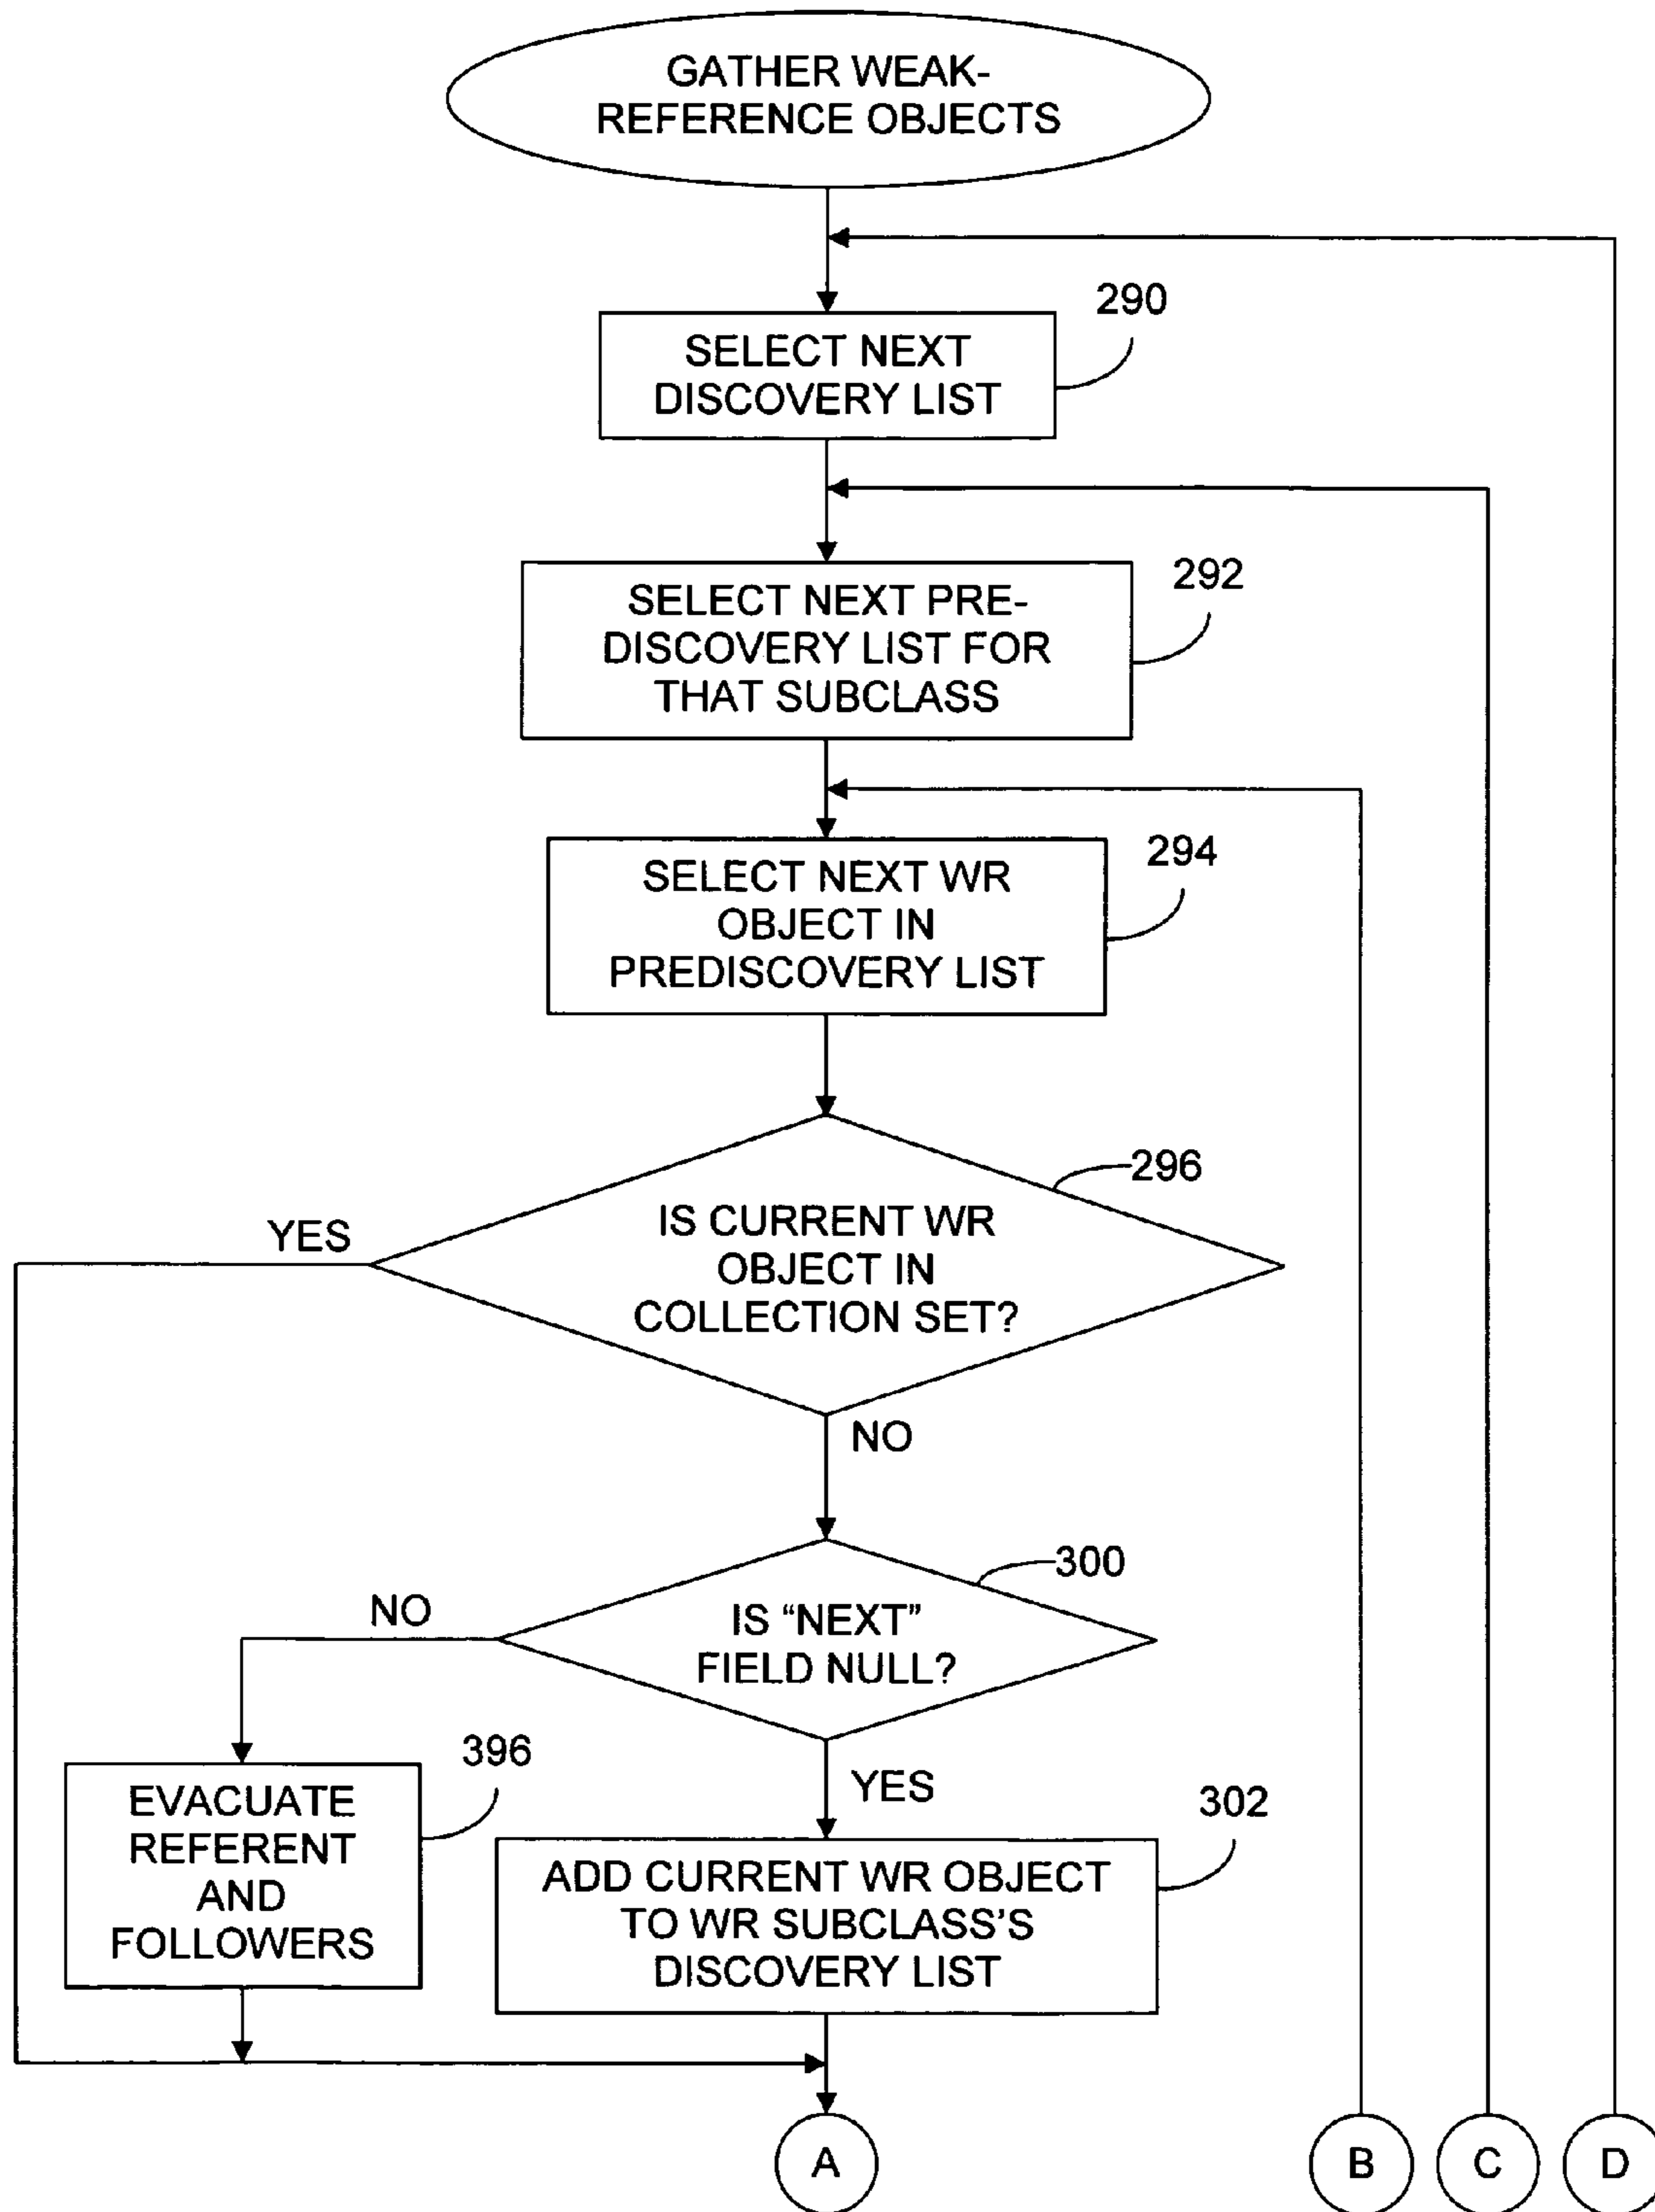 GATHER WEAK-
REFERENCE OBJECTS
290
SELECT NEXT
DISCOVERY LIST
292
SELECT NEXT PRE-
DISCOVERY LIST FOR
THAT SUBCLASS
294
SELECT NEXT WR
OBJECT IN
PREDISCOVERY LIST
296
YES
IS CURRENT WR
OBJECT IN
COLLECTION SET?
NO
300
NO
IS “NEXT”
FIELD NULL?
396
YES
302
EVACUATE
REFERENT
AND
FOLLOWERS
ADD CURRENT WR OBJECT
TO WR SUBCLASS’S
DISCOVERY LIST
A
B
C
D